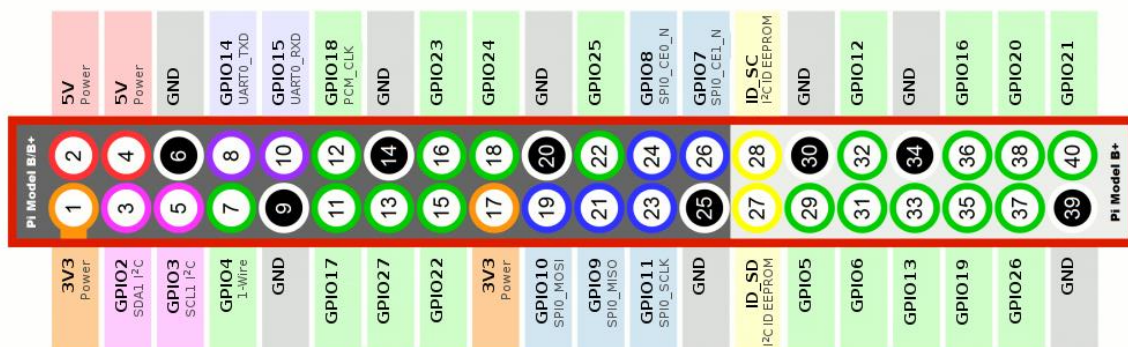 5V
Power
5V
Power
GND
GPIO14
UART0_TXD
GPIO15
UART0_RXD
GPIO18
PCM_CLK
GND
GPIO23
GPIO24
GND
GPIO25
GPIO8
SPI0_CE0_N
GPIO7
SPI0_CE1_N
ID_SC
I²C ID EEPROM
GND
GPIO12
GND
GPIO16
GPIO20
GPIO21
Pi Model B/B+
2 4 6 8 10 12 14 16 18 20 22 24 26 28 30 32 34 36 38 40
1 3 5 7 9 11 13 15 17 19 21 23 25 27 29 31 33 35 37 39
Pi Model B+
3V3
Power
GPIO2
SDA1 I²C
GPIO3
SCL1 I²C
GPIO4
1-Wire
GND
GPIO17
GPIO27
GPIO22
3V3
Power
GPIO10
SPI0_MOSI
GPIO9
SPI0_MISO
GPIO11
SPI0_SCLK
GND
ID_SD
I²C ID EEPROM
GPIO5
GPIO6
GPIO13
GPIO19
GPIO26
GND